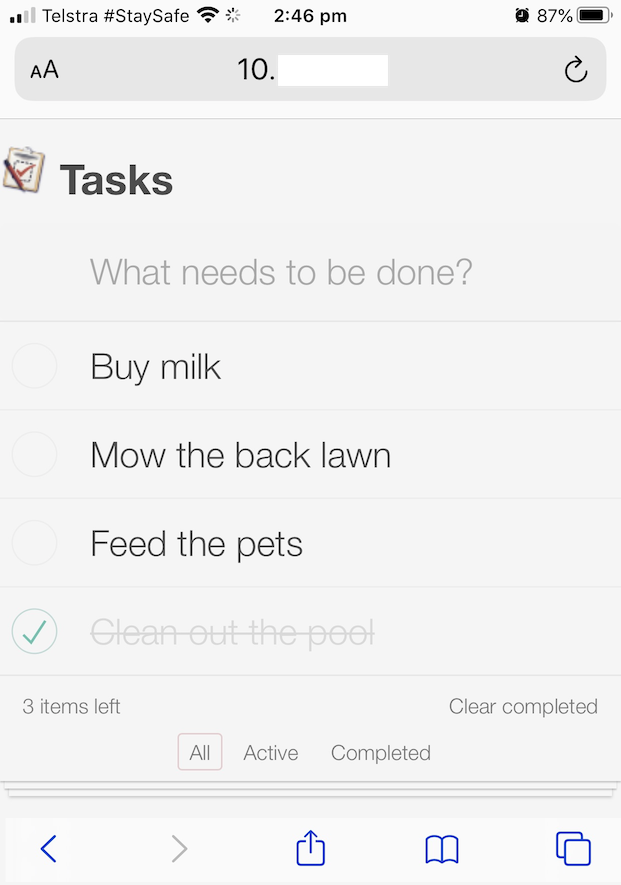 Telstra #StaySafe 2:46 pm 87%
AA 10.
Tasks
What needs to be done?
Buy milk
Mow the back lawn
Feed the pets
Clean out the pool
3 items left Clear completed
All Active Completed